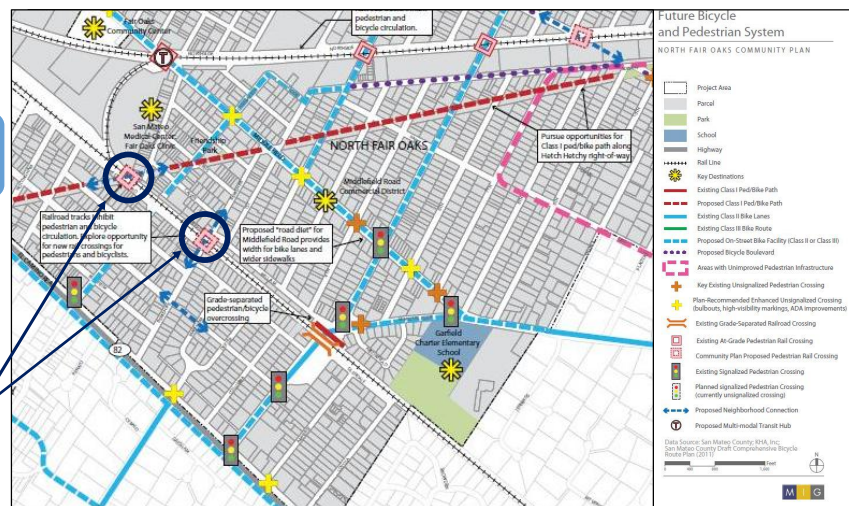 Fair Oaks
Community Center
pedestrian and
bicycle circulation.
San Mateo
Medical Center:
Fair Oaks Clinic
Friendship
Park
NORTH FAIR OAKS
Middlefield Road
Commercial District
Pursue opportunities for
Class I ped/bike path along
Hetch Hetchy right-of-way
Railroad tracks inhibit
pedestrian and bicycle
circulation. Explore opportunity
for new rail crossings for
pedestrians and bicyclists.
Proposed "road diet" for
Middlefield Road provides
width for bike lanes and
wider sidewalks
Grade-separated
pedestrian/bicycle
overcrossing
82
Garfield
Charter Elementary
School
Future Bicycle
and Pedestrian System
NORTH FAIR OAKS COMMUNITY PLAN
Project Area
Parcel
Park
School
Highway
Rail Line
Key Destinations
Existing Class I Ped/Bike Path
Proposed Class I Ped/Bike Path
Existing Class II Bike Lanes
Existing Class III Bike Route
Proposed On-Street Bike Facility (Class II or Class III)
Proposed Bicycle Boulevard
Areas with Unimproved Pedestrian Infrastructure
Key Existing Unsignalized Pedestrian Crossing
Plan-Recommended Enhanced Unsignalized Crossing
(bulbouts, high-visibility markings, ADA improvements)
Existing Grade-Separated Railroad Crossing
Existing At-Grade Pedestrian Rail Crossing
Community Plan Proposed Pedestrian Rail Crossing
Existing Signalized Pedestrian Crossing
Planned signalized Pedestrian Crossing
(currently unsignalized crossing)
Proposed Neighborhood Connection
T
Proposed Multi-modal Transit Hub
Data Source: San Mateo County; KHA, Inc;
San Mateo County Draft Comprehensive Bicycle
Route Plan (2011)
Feet
N
M I G